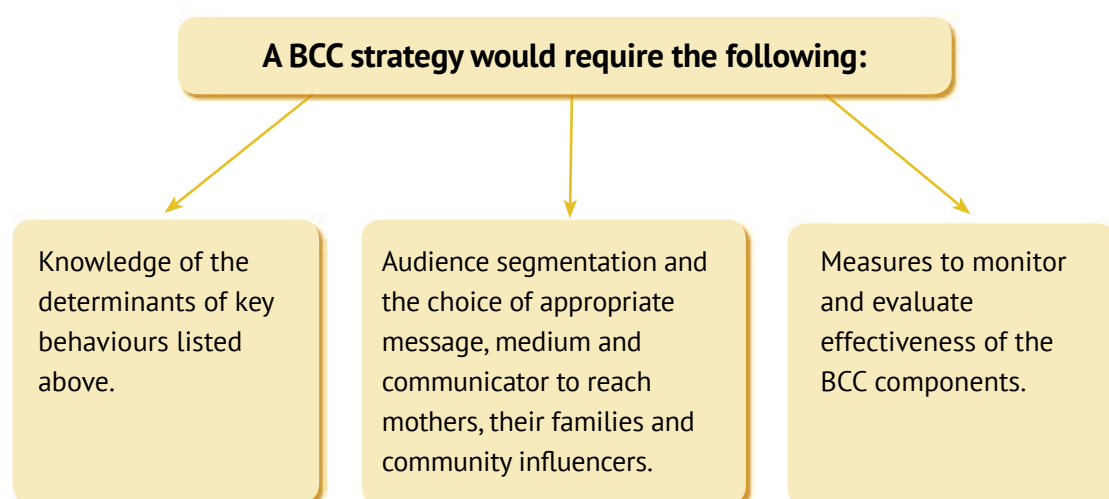 A BCC strategy would require the following:
Knowledge of the
determinants of key
behaviours listed
above.
Audience segmentation and
the choice of appropriate
message, medium and
communicator to reach
mothers, their families and
community influencers.
Measures to monitor
and evaluate
effectiveness of the
BCC components.